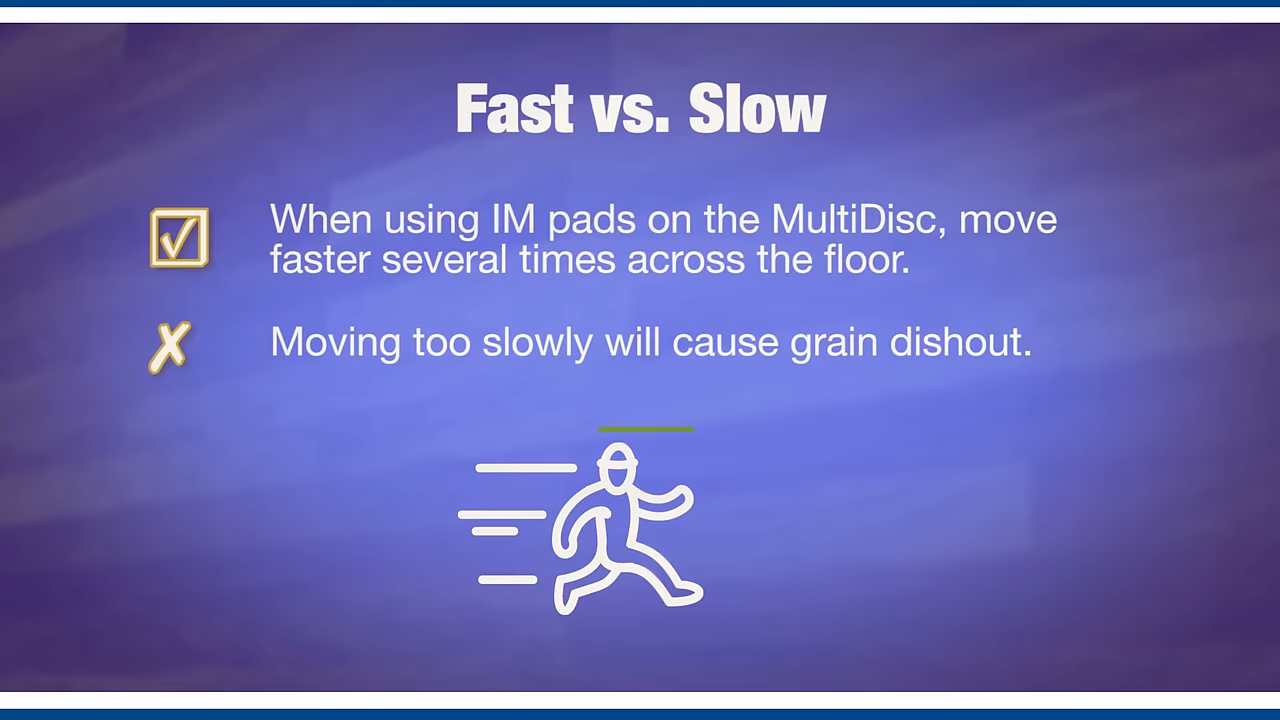 Fast vs. Slow
When using IM pads on the MultiDisc, move
faster several times across the floor.
Moving too slowly will cause grain dishout.